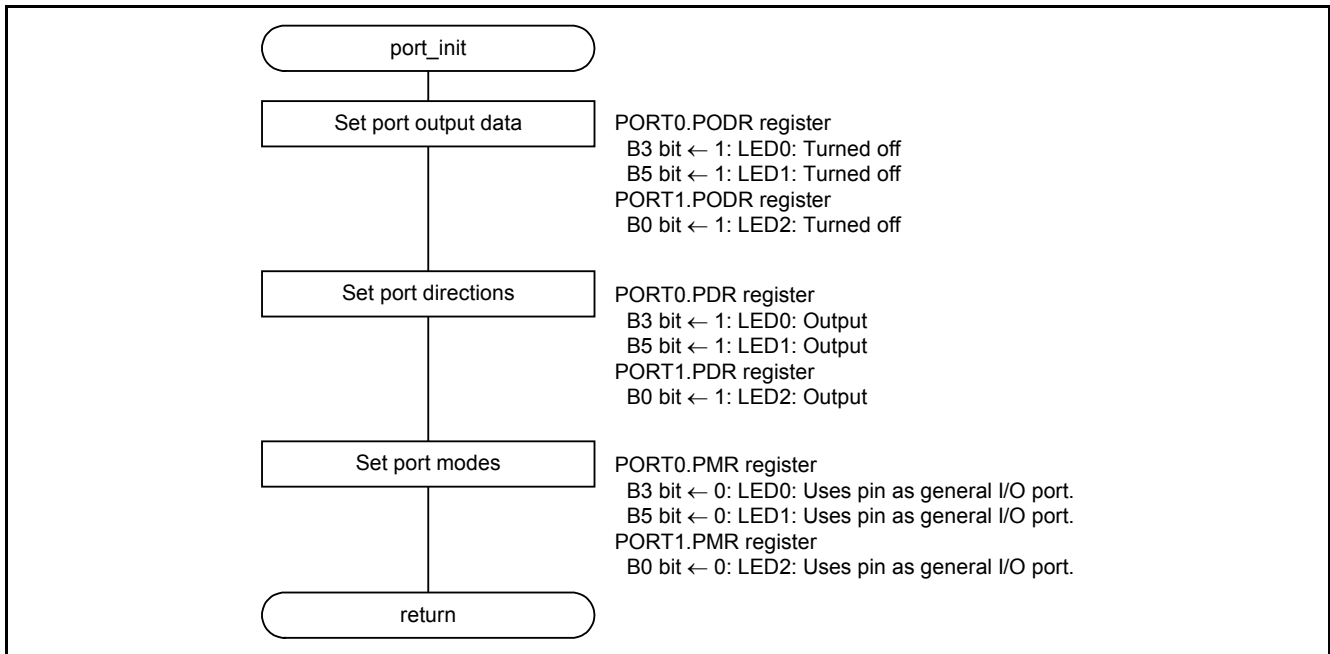 port_init
Set port output data
PORT0.PODR register
B3 bit ← 1: LED0: Turned off
B5 bit ← 1: LED1: Turned off
PORT1.PODR register
B0 bit ← 1: LED2: Turned off
Set port directions
PORT0.PDR register
B3 bit ← 1: LED0: Output
B5 bit ← 1: LED1: Output
PORT1.PDR register
B0 bit ← 1: LED2: Output
Set port modes
PORT0.PMR register
B3 bit ← 0: LED0: Uses pin as general I/O port.
B5 bit ← 0: LED1: Uses pin as general I/O port.
PORT1.PMR register
B0 bit ← 0: LED2: Uses pin as general I/O port.
return